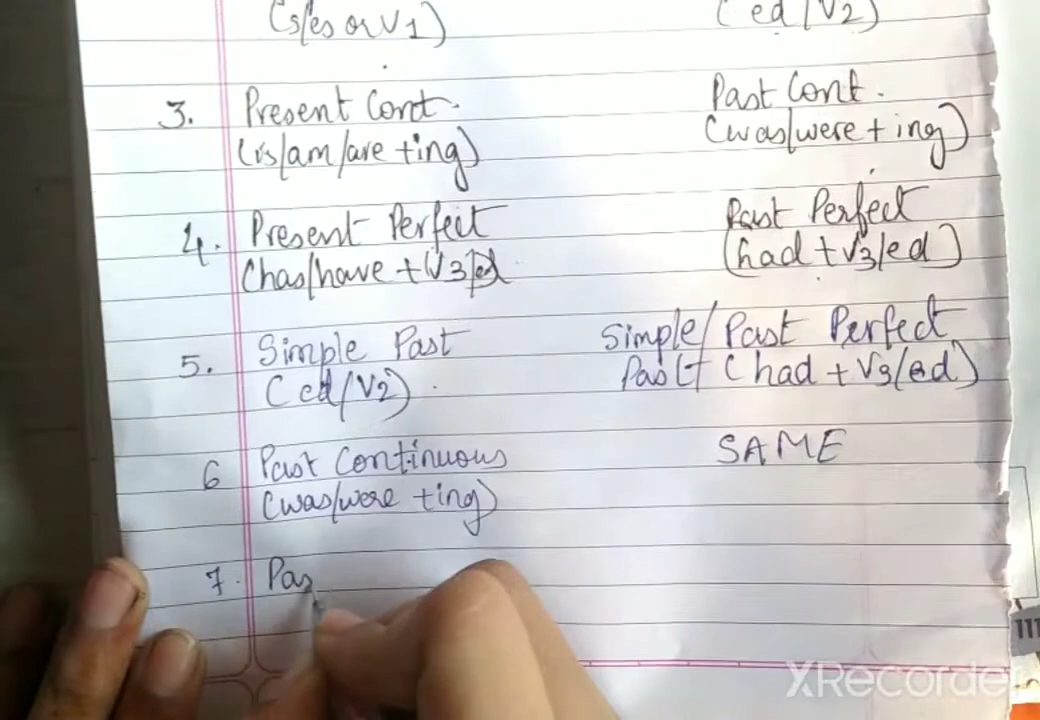 (s/es or V1)
(ed/V2)
3. Present Cont.
Past Cont.
(is/am/are +ing)
(was/were + ing)
4. Present Perfect
Past Perfect
(has/have + (V3/ed
(had + V3/ed)
5. Simple Past
Simple/ Past Perfect
(ed/V2)
Past (had + V3/ed)
6 Past Continuous
SAME
(was/were +ing)
7. Pas
XRecorder
111